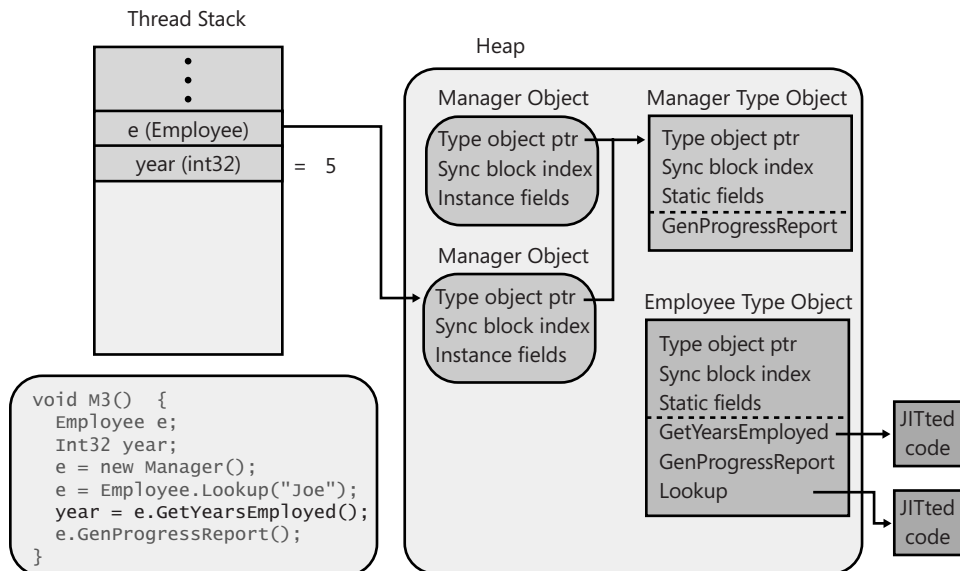 Thread Stack
e (Employee)
year (int32)
= 5
Heap
Manager Object
Type object ptr
Sync block index
Instance fields
Manager Object
Type object ptr
Sync block index
Instance fields
Manager Type Object
Type object ptr
Sync block index
Static fields
GenProgressReport
Employee Type Object
Type object ptr
Sync block index
Static fields
GetYearsEmployed
GenProgressReport
Lookup
JITted
code
JITted
code
void M3() {
Employee e;
Int32 year;
e = new Manager();
e = Employee.Lookup("Joe");
year = e.GetYearsEmployed();
e.GenProgressReport();
}